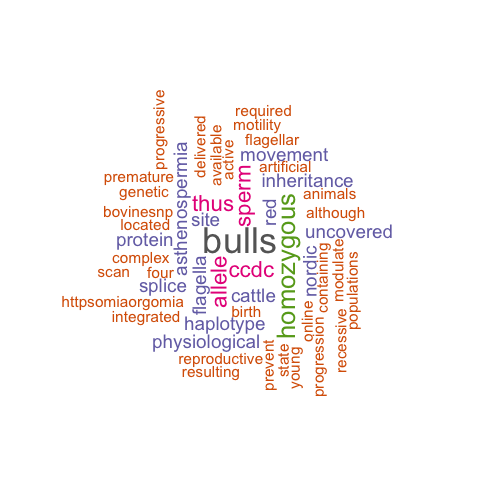 progressive
required
motility
delivered
available
active
flagellar
movement
asthenospermia
artificial
premature
sperm
inheritance
genetic
thus
red
homozygous
animals
bovinesnp
site
although
located
uncovered
protein
bulls
complex
allele
ccdc
nordic
containing
modulate
populations
scan
four
splice
flagella
cattle
httpsomiaorgomia
birth
integrated
haplotype
online
recessive
physiological
progression
reproductive
prevent
state
young
resulting